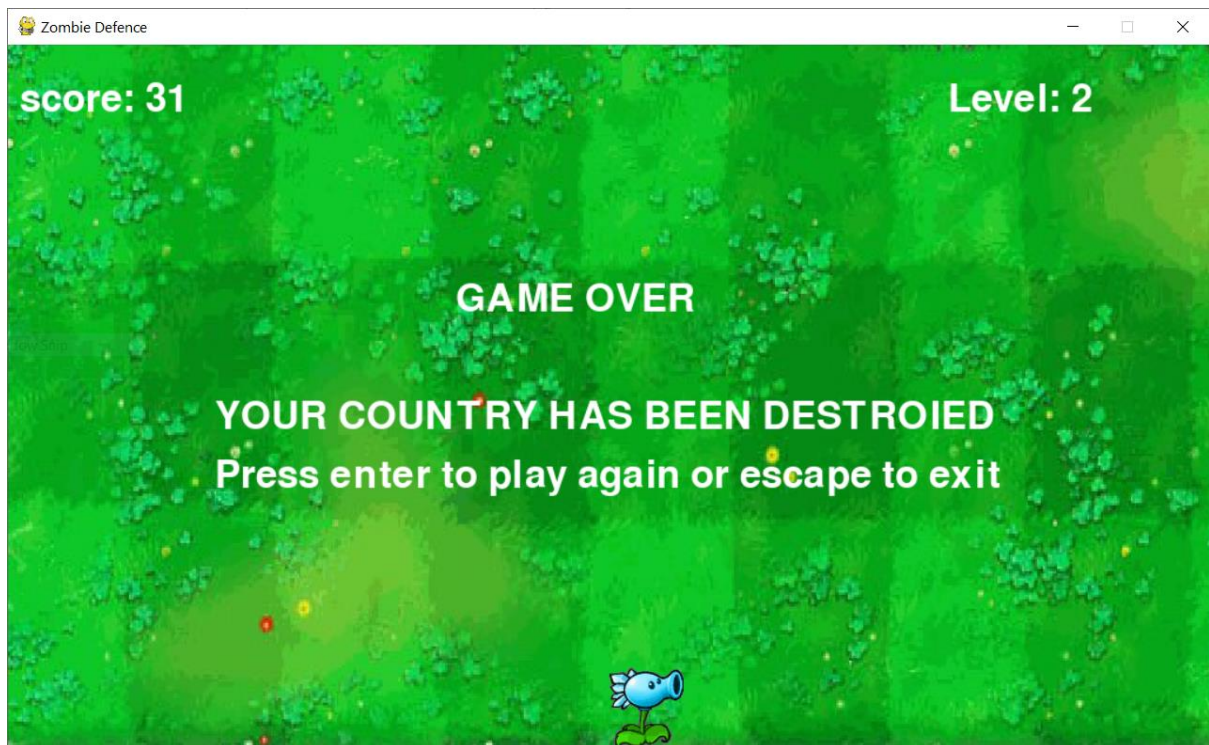 Zombie Defence
score: 31
Level: 2
GAME OVER
YOUR COUNTRY HAS BEEN DESTROIED
Press enter to play again or escape to exit